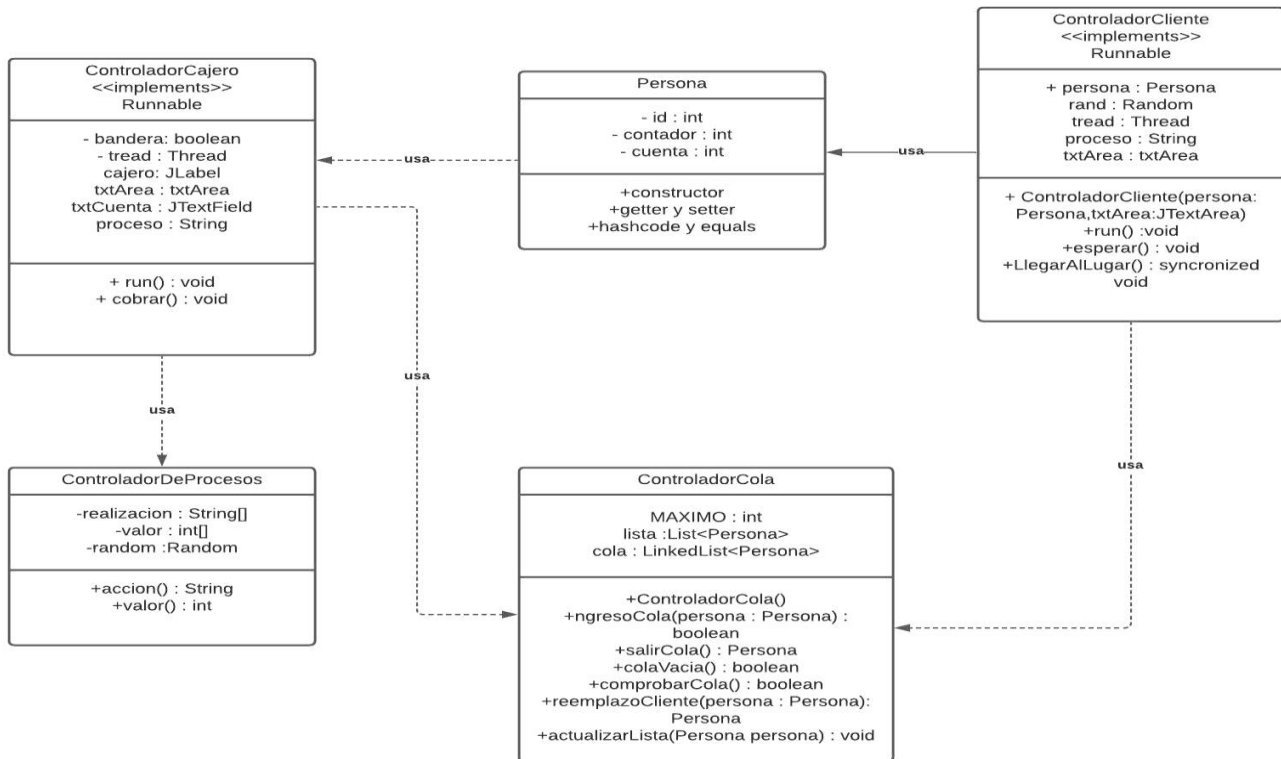 ControladorCajero
<<implements>>
Runnable
- bandera: boolean
- tread : Thread
cajero: JLabel
txtArea : txtArea
txtCuenta : JTextField
proceso : String
+ run() : void
+ cobrar() : void
usa
Persona
- id : int
- contador : int
- cuenta : int
+constructor
+getter y setter
+hashcode y equals
usa
ControladorCliente
<<implements>>
Runnable
+ persona : Persona
rand : Random
tread : Thread
proceso : String
txtArea : txtArea
+ ControladorCliente(persona:
Persona,txtArea:JTextArea)
+run() :void
+esperar() : void
+LlegarAlLugar() : syncronized
void
usa
usa
usa
ControladorDeProcesos
-realizacion : String[]
-valor : int[]
-random :Random
+accion() : String
+valor() : int
ControladorCola
MAXIMO : int
lista :List<Persona>
cola : LinkedList<Persona>
+ControladorCola()
+ngresoCola(persona : Persona) :
boolean
+salirCola() : Persona
+colaVacia() : boolean
+comprobarCola() : boolean
+reemplazoCliente(persona : Persona):
Persona
+actualizarLista(Persona persona) : void